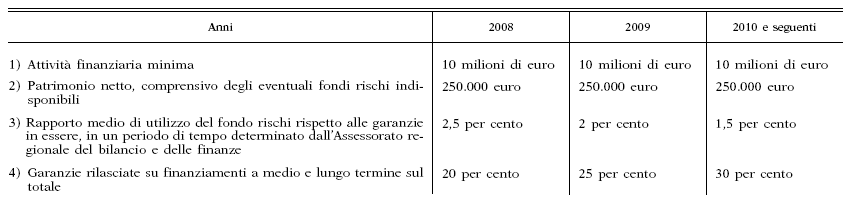 Anni 2008 2009 2010 e seguenti
1) Attività finanziaria minima 10 milioni di euro 10 milioni di euro 10 milioni di euro
2) Patrimonio netto, comprensivo degli eventuali fondi rischi indi- 250.000 euro 250.000 euro 250.000 euro
sponibili
3) Rapporto medio di utilizzo del fondo rischi rispetto alle garanzie 2,5 per cento 2 per cento 1,5 per cento
in essere, in un periodo di tempo determinato dall'Assessorato re-
gionale del bilancio e delle finanze
4) Garanzie rilasciate su finanziamenti a medio e lungo termine sul 20 per cento 25 per cento 30 per cento
totale